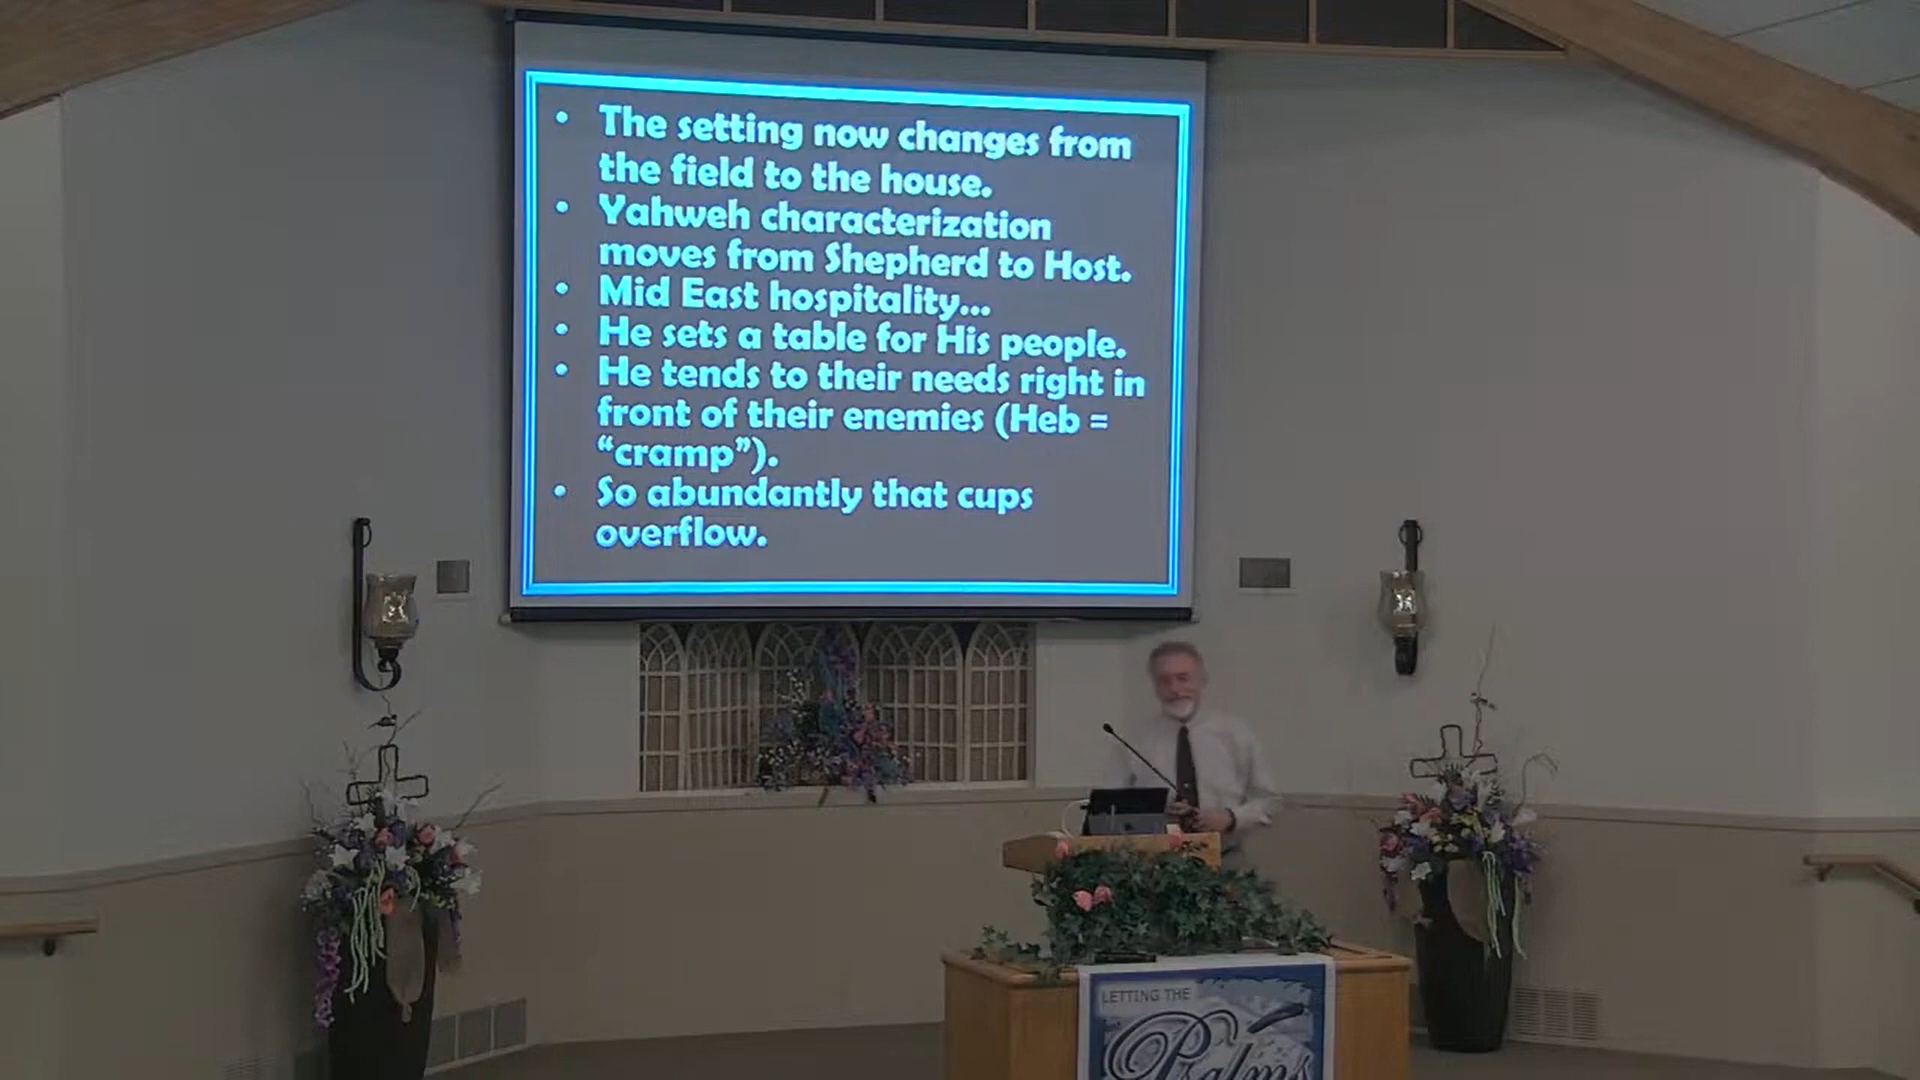 • The setting now changes from
the field to the house.
• Yahweh characterization
moves from Shepherd to Host.
• Mid East hospitality...
• He sets a table for His people.
• He tends to their needs right in
front of their enemies (Heb =
“cramp”).
• So abundantly that cups
overflow.
LETTING THE
Psalms